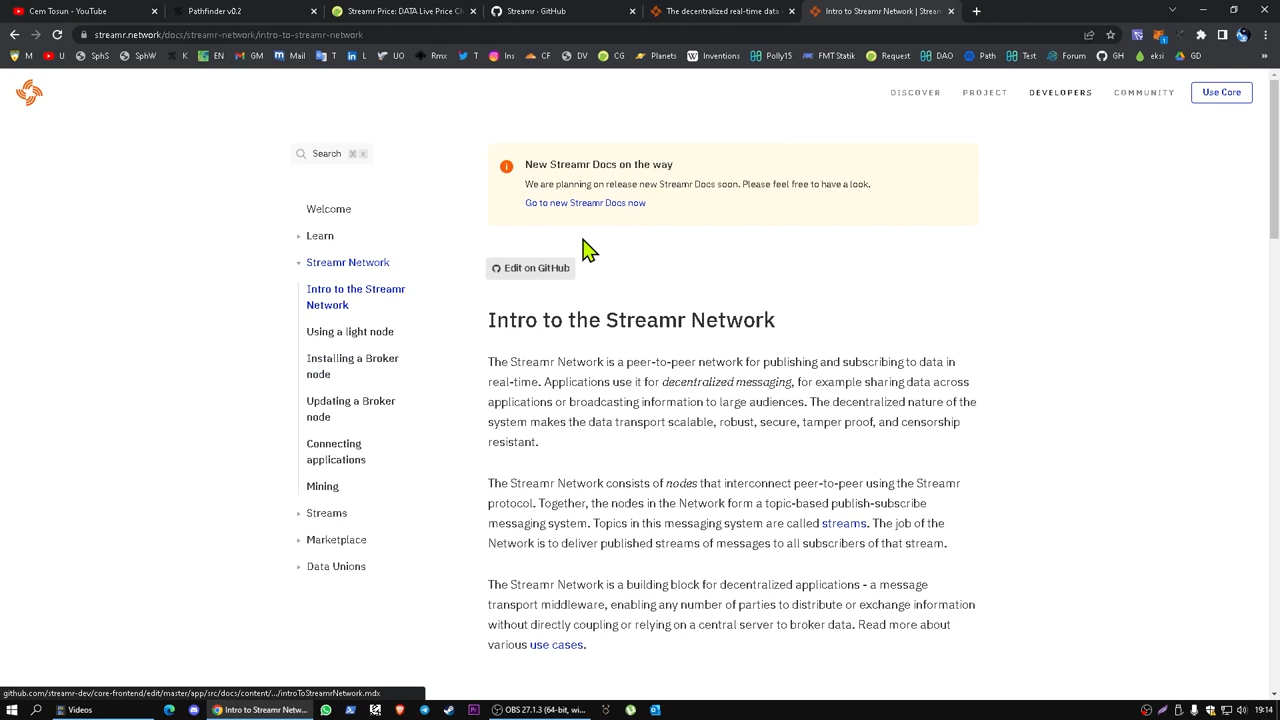 Cem Tosun - YouTube
Pathfinder v0.2
Streamr Price: DATA Live Price C
Streamr · GitHub
The decentralized real-time data
Intro to Streamr Network | Stream
streamr.network/docs/streamr-network/intro-to-streamr-network
M
U
SphS
SphW
K
EN
GM
Mail
T
L
UO
Rmx
T
Ins
CF
DV
CG
Planets
Inventions
Polly15
FMT Statik
Request
DAO
Path
Test
Forum
GH
eksi
GD
DISCOVER
PROJECT
DEVELOPERS
COMMUNITY
Use Core
Search ⌘ K
New Streamr Docs on the way
We are planning on release new Streamr Docs soon. Please feel free to have a look.
Go to new Streamr Docs now
Welcome
Learn
Streamr Network
Intro to the Streamr
Network
Using a light node
Installing a Broker
node
Updating a Broker
node
Connecting
applications
Mining
Streams
Marketplace
Data Unions
Edit on GitHub
Intro to the Streamr Network
The Streamr Network is a peer-to-peer network for publishing and subscribing to data in
real-time. Applications use it for decentralized messaging, for example sharing data across
applications or broadcasting information to large audiences. The decentralized nature of the
system makes the data transport scalable, robust, secure, tamper proof, and censorship
resistant.
The Streamr Network consists of nodes that interconnect peer-to-peer using the Streamr
protocol. Together, the nodes in the Network form a topic-based publish-subscribe
messaging system. Topics in this messaging system are called streams. The job of the
Network is to deliver published streams of messages to all subscribers of that stream.
The Streamr Network is a building block for decentralized applications - a message
transport middleware, enabling any number of parties to distribute or exchange information
without directly coupling or relying on a central server to broker data. Read more about
various use cases.
github.com/streamr-dev/core-frontend/edit/master/app/src/docs/content/.../introToStreamrNetwork.mdx
Videos
Intro to Streamr Netw...
OBS 27.1.3 (64-bit, wi...
19:14